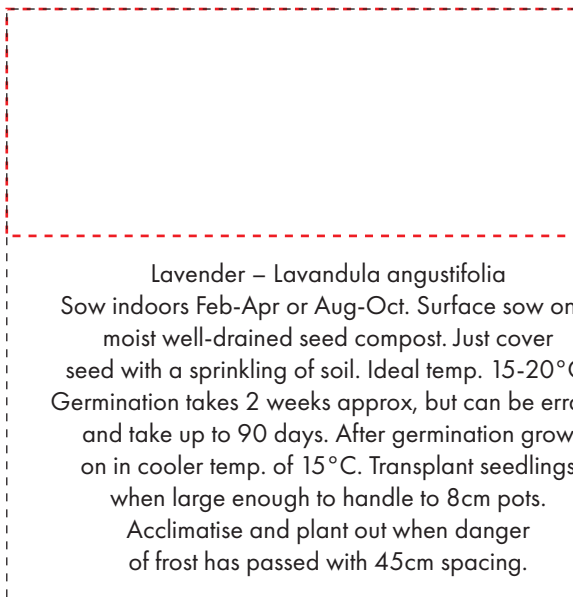 Lavender – Lavandula angustifolia
Sow indoors Feb-Apr or Aug-Oct. Surface sow on
moist well-drained seed compost. Just cover
seed with a sprinkling of soil. Ideal temp. 15-20°C
Germination takes 2 weeks approx, but can be
and take up to 90 days. After germination grow
on in cooler temp. of 15°C. Transplant seedlings
when large enough to handle to 8cm pots.
Acclimatise and plant out when danger
of frost has passed with 45cm spacing.